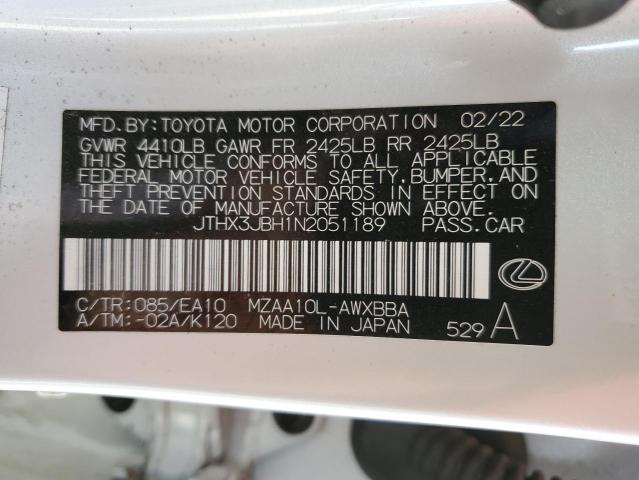 MFD.BY:TOYOTA MOTOR CORPORATION 02/22
GVWR 4410LB GAWR FR 2425LB RR 2425LB
THIS VEHICLE CONFORMS TO ALL APPLICABLE
FEDERAL MOTOR VEHICLE SAFETY,BUMPER,AND
THEFT PREVENTION STANDARDS IN EFFECT ON
THE DATE OF MANUFACTURE SHOWN ABOVE.
JTHX3JBH1N2051189 PASS.CAR
C/TR:085/EA10 MZAA10L-AWXBBA
A/TM:-02A/K120 MADE IN JAPAN 529 A